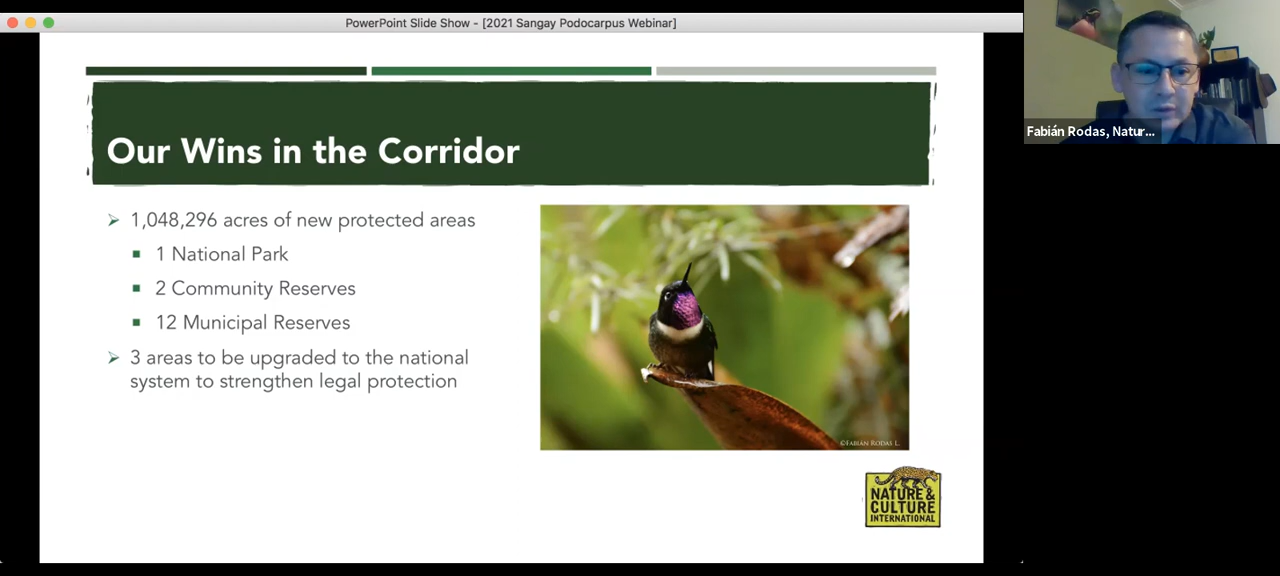 PowerPoint Slide Show - [2021 Sangay Podocarpus Webinar]
Fabián Rodas, Natur...
Our Wins in the Corridor
1,048,296 acres of new protected areas
1 National Park
2 Community Reserves
12 Municipal Reserves
3 areas to be upgraded to the national
system to strengthen legal protection
©Fabián Rodas L.
NATURE &
CULTURE
INTERNATIONAL